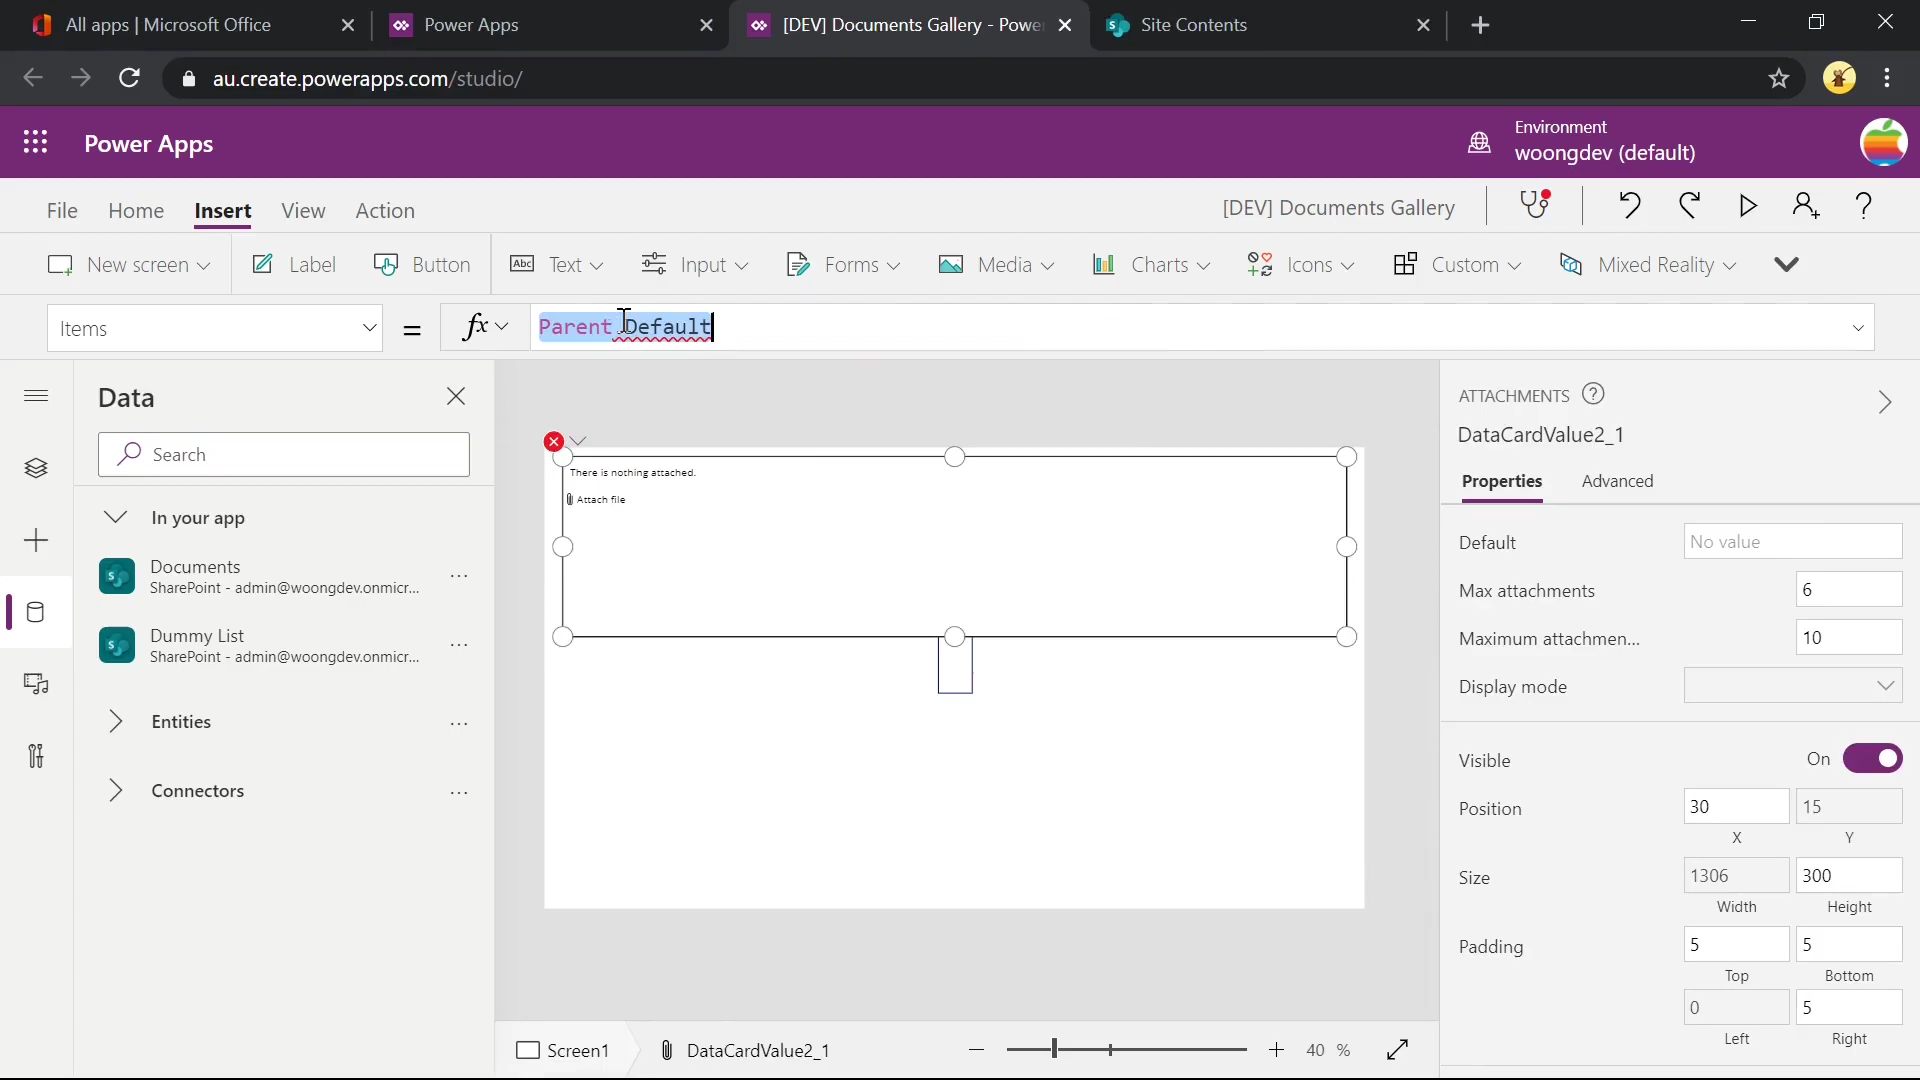 All apps | Microsoft Office
Power Apps
[DEV] Documents Gallery - Powe
Site Contents
au.create.powerapps.com/studio/
Power Apps
Environment
woongdev (default)
File Home Insert View Action
[DEV] Documents Gallery
New screen Label Button Text Input Forms Media Charts Icons Custom Mixed Reality
Items = fx Parent.Default
Data
Search
In your app
Documents
SharePoint - admin@woongdev.onmicr...
Dummy List
SharePoint - admin@woongdev.onmicr...
Entities
Connectors
There is nothing attached.
Attach file
Screen1 DataCardValue2_1
40 %
ATTACHMENTS
DataCardValue2_1
Properties Advanced
Default No value
Max attachments 6
Maximum attachmen... 10
Display mode
Visible On
Position 30 15
X Y
Size 1306 300
Width Height
Padding 5 5
Top Bottom
0 5
Left Right